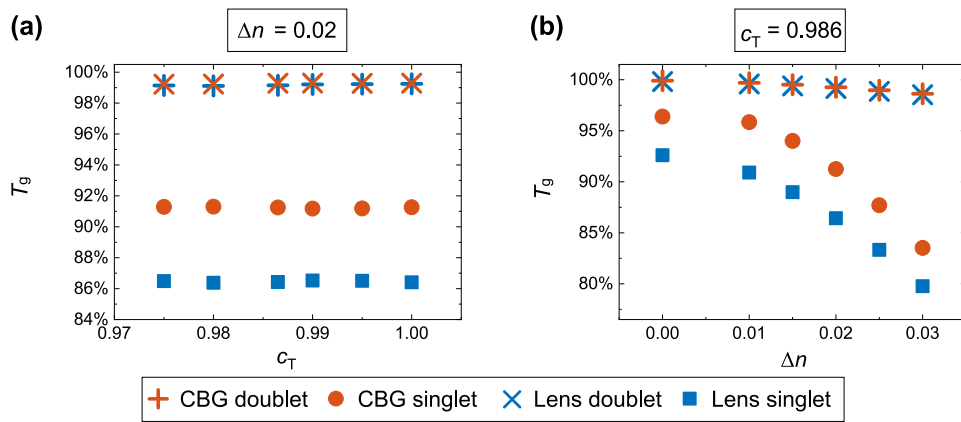 (a)
Δn = 0.02
100%
98%
96%
94%
92%
90%
88%
86%
84%
T_g
0.97 0.98 0.99 1.00
c_T
(b)
c_T = 0.986
100%
95%
90%
85%
80%
T_g
0.00 0.01 0.02 0.03
Δn
CBG doublet CBG singlet Lens doublet Lens singlet